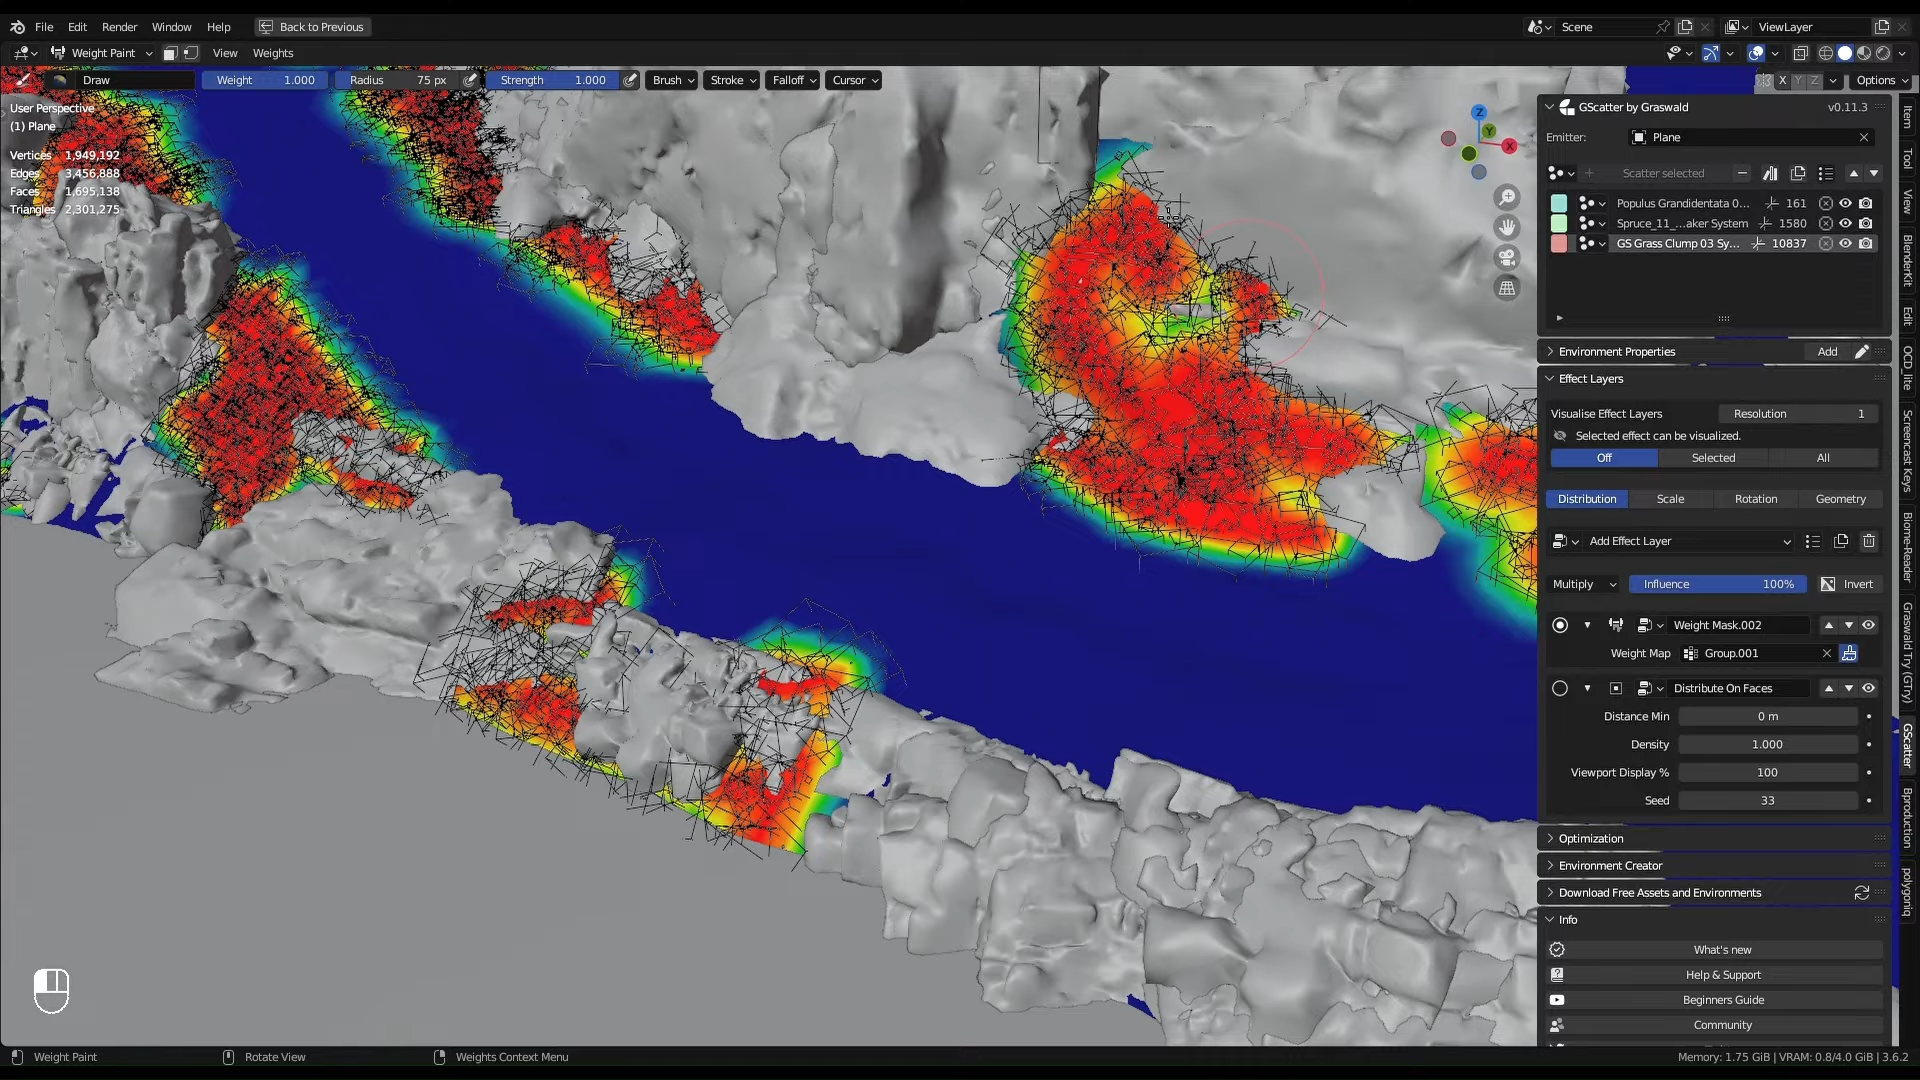 File Edit Render Window Help Back to Previous Scene ViewLayer
Weight Paint View Weights
Draw Weight 1.000 Radius 75 px Strength 1.000 Brush Stroke Falloff Cursor X Y Z Options
User Perspective
(1) Plane
Vertices 1,949,192
Edges 3,456,888
Faces 1,695,138
Triangles 2,301,275
Z
Y
X
GScatter by Graswald v0.11.3
Emitter: Plane
Scatter selected
Populus Grandidentata 0... 161
Spruce_11_...aker System 1580
GS Grass Clump 03 Sy... 10837
Environment Properties Add
Effect Layers
Visualise Effect Layers Resolution 1
Selected effect can be visualized.
Off Selected All
Distribution Scale Rotation Geometry
Add Effect Layer
Multiply Influence 100% Invert
Weight Mask.002
Weight Map Group.001
Distribute On Faces
Distance Min 0 m
Density 1.000
Viewport Display % 100
Seed 33
Optimization
Environment Creator
Download Free Assets and Environments
Info
What's new
Help & Support
Beginners Guide
Community
Item
Tool
View
BlenderKit
Edit
OCD_lite
Screencast Keys
Biome-Reader
Graswald Try (GTry)
GScatter
Bproduction
polygoniq
Weight Paint Rotate View Weights Context Menu Memory: 1.75 GiB | VRAM: 0.8/4.0 GiB | 3.6.2